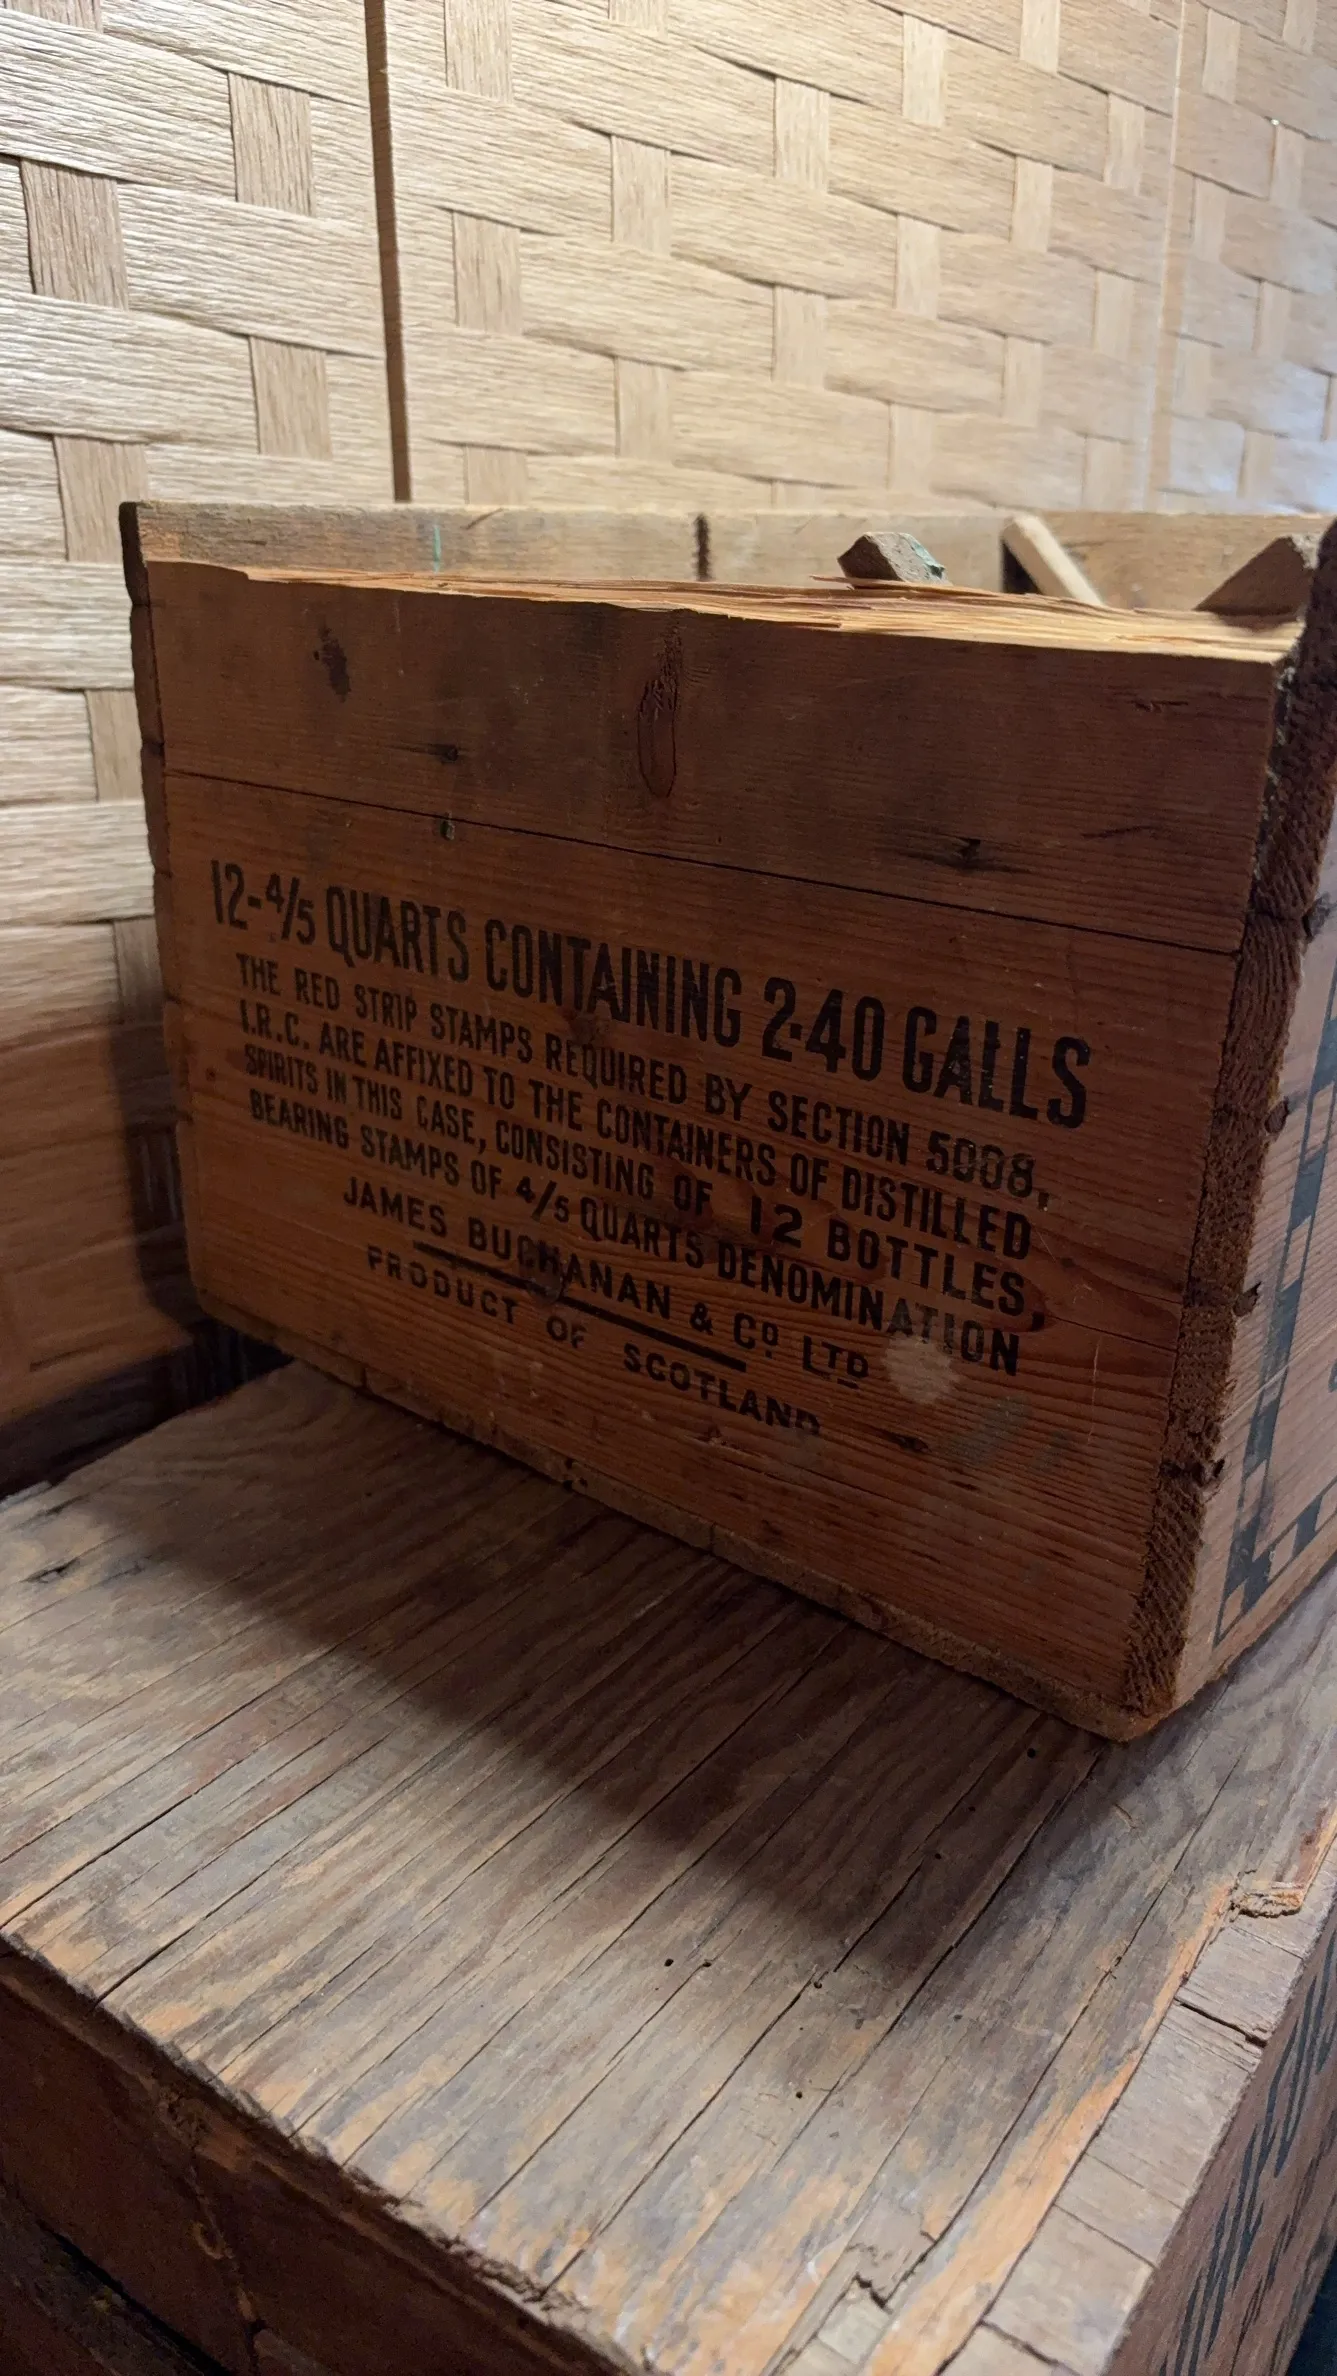 12-4/5 QUARTS CONTAINING 2·40 GALLS
THE RED STRIP STAMPS REQUIRED BY SECTION 5008,
I.R.C. ARE AFFIXED TO THE CONTAINERS OF DISTILLED
SPIRITS IN THIS CASE, CONSISTING OF 12 BOTTLES,
BEARING STAMPS OF 4/5 QUARTS DENOMINATION
JAMES BUCHANAN & Co LTD
PRODUCT OF SCOTLAND